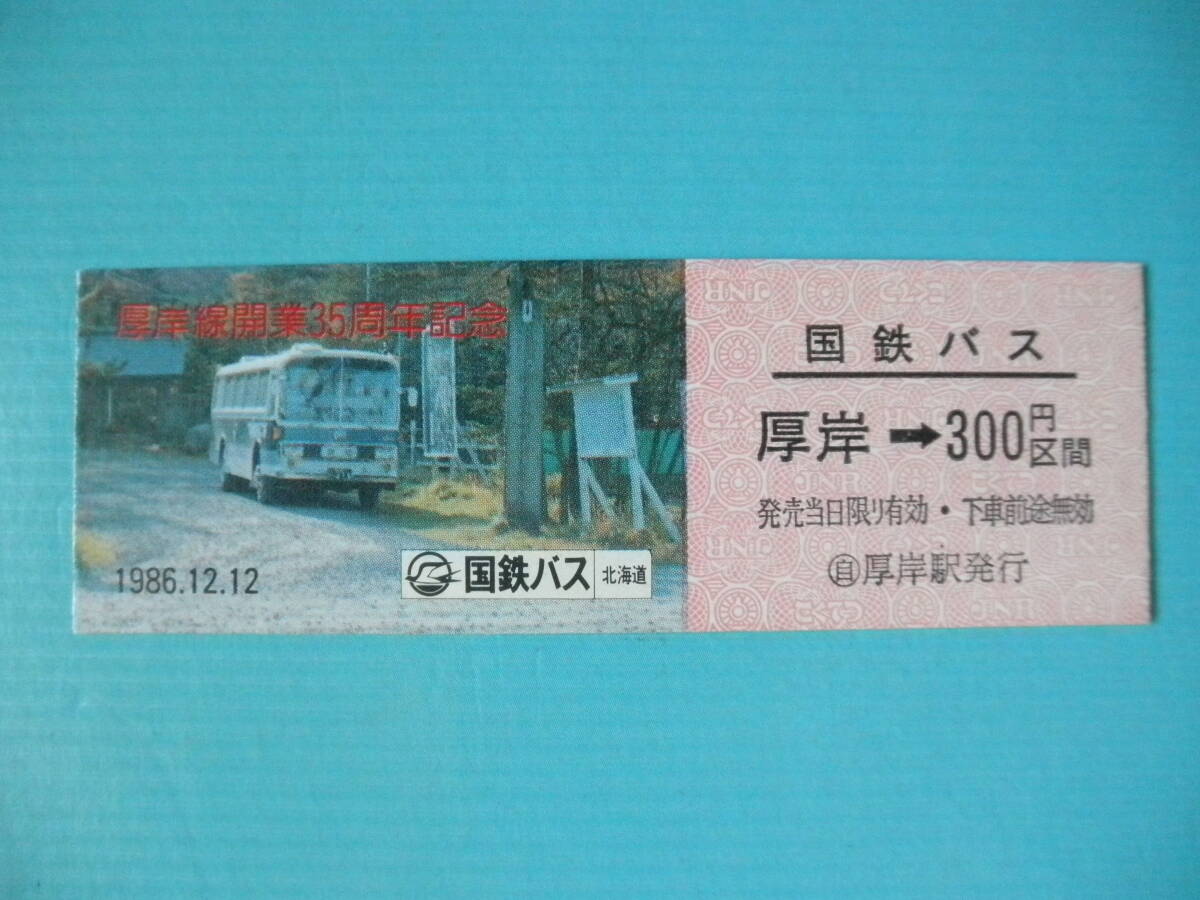 厚岸線開業35周年記念
1986.12.12
国鉄バス 北海道
国鉄バス
厚岸➡300円区間
発売当日限り有効・下車前途無効
㊀厚岸駅発行
JNR